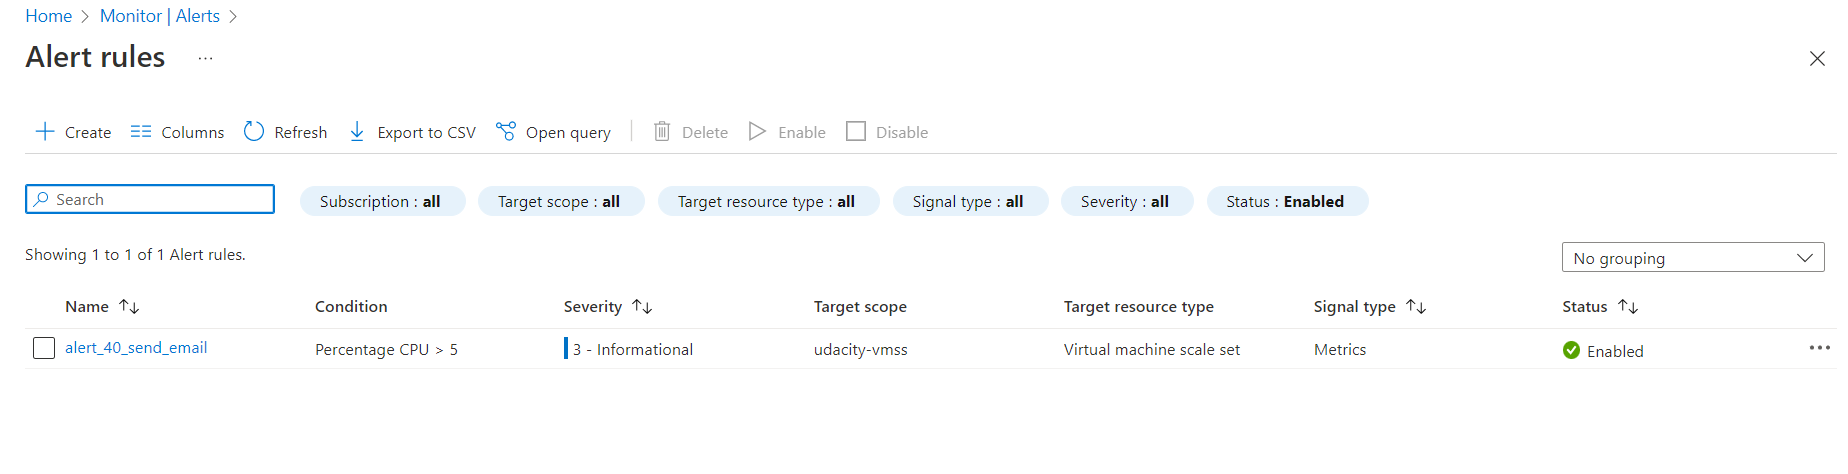 Home > Monitor | Alerts >
Alert rules ...
Create Columns Refresh Export to CSV Open query Delete Enable Disable
Search Subscription : all Target scope : all Target resource type : all Signal type : all Severity : all Status : Enabled
Showing 1 to 1 of 1 Alert rules. No grouping
Name Condition Severity Target scope Target resource type Signal type Status
alert_40_send_email Percentage CPU > 5 3 - Informational udacity-vmss Virtual machine scale set Metrics Enabled